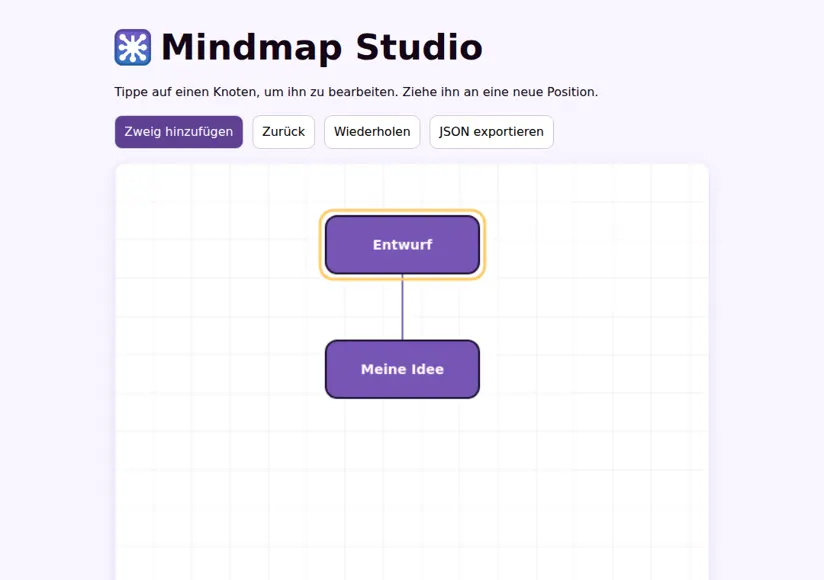 Mindmap Studio
Tippe auf einen Knoten, um ihn zu bearbeiten. Ziehe ihn an eine neue Position.
Zweig hinzufügen Zurück Wiederholen JSON exportieren
Entwurf
Meine Idee